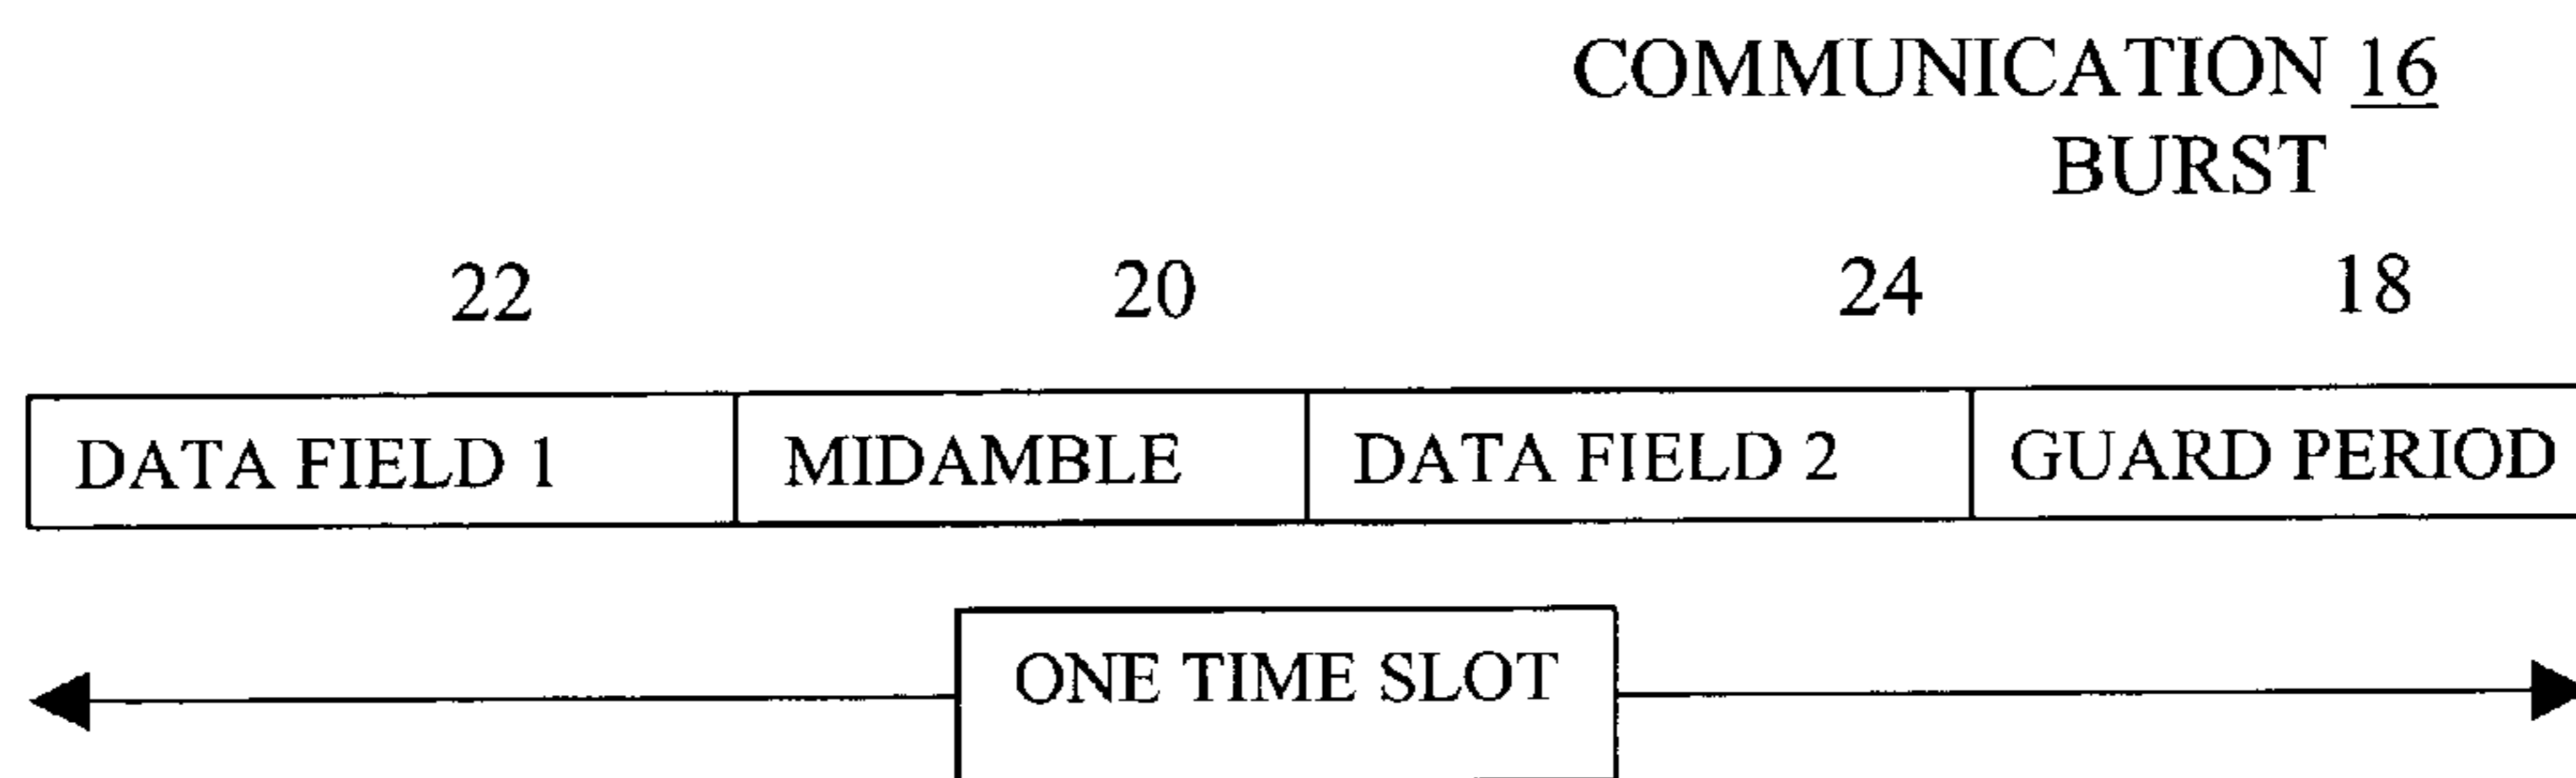 COMMUNICATION 16
BURST
22 20 24 18
DATA FIELD 1 MIDAMBLE DATA FIELD 2 GUARD PERIOD
ONE TIME SLOT